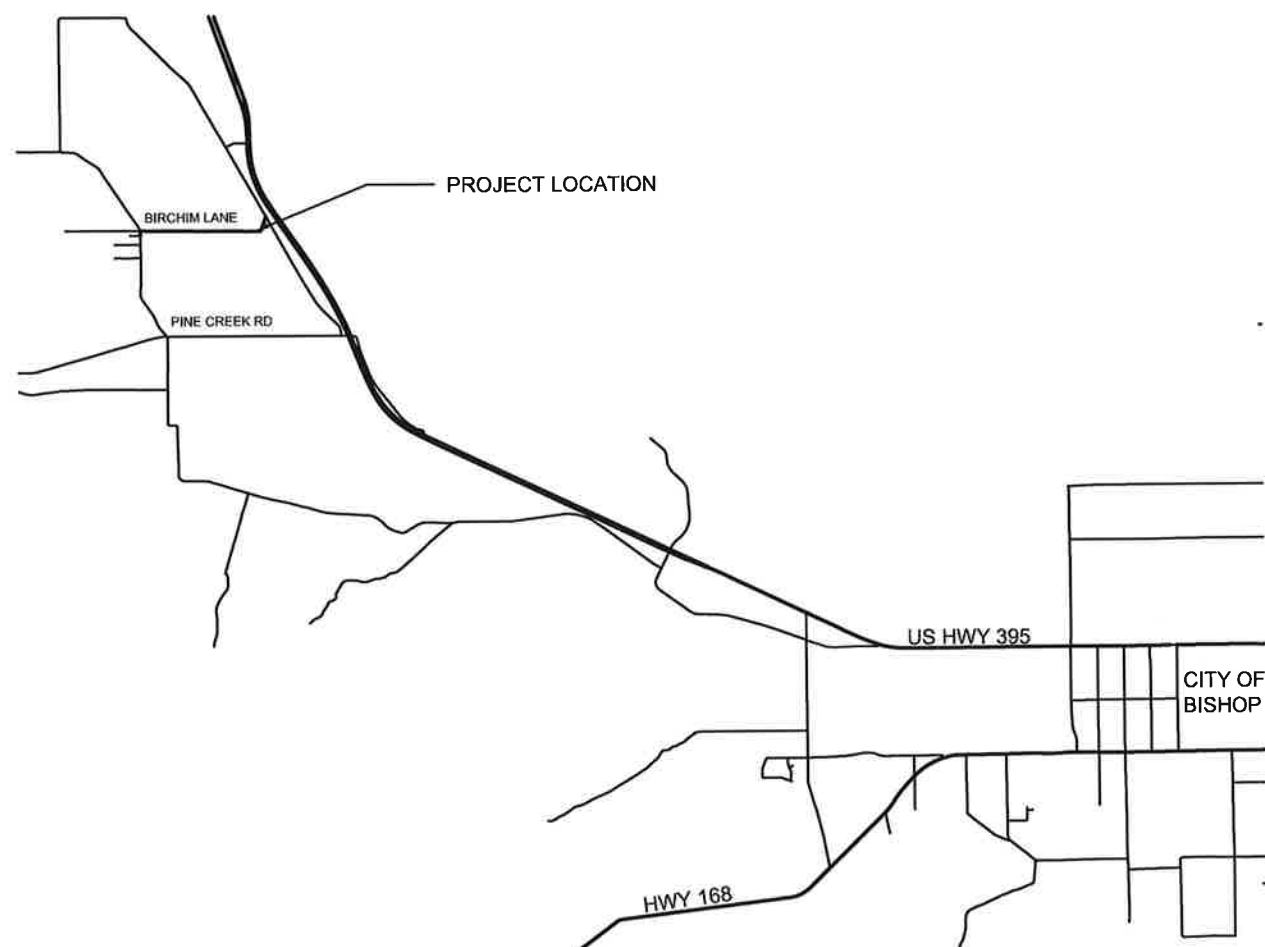 PROJECT LOCATION
BIRCHIM LANE
PINE CREEK RD
US HWY 395
CITY OF
BISHOP
HWY 168